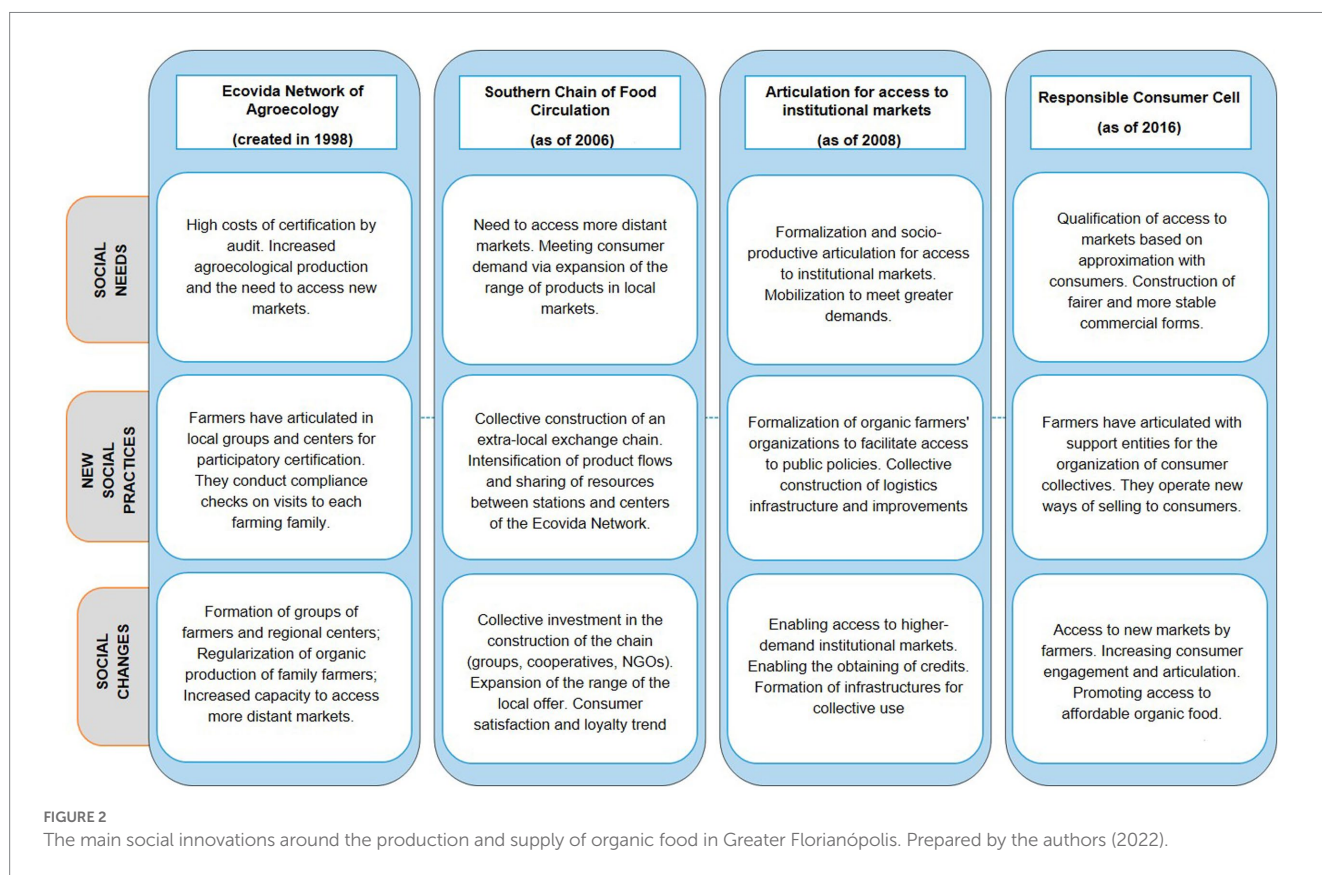 Ecovida Network of
Agroecology
(created in 1998)
Southern Chain of Food
Circulation
(as of 2006)
Articulation for access to
institutional markets
(as of 2008)
Responsible Consumer Cell
(as of 2016)
SOCIAL
NEEDS
High costs of certification by
audit. Increased
agroecological production
and the need to access new
markets.
Need to access more distant
markets. Meeting consumer
demand via expansion of the
range of products in local
markets.
Formalization and socio-
productive articulation for access
to institutional markets.
Mobilization to meet greater
demands.
Qualification of access to
markets based on
approximation with
consumers. Construction of
fairer and more stable
commercial forms.
NEW
SOCIAL
PRACTICES
Farmers have articulated in
local groups and centers for
participatory certification.
They conduct compliance
checks on visits to each
farming family.
Collective construction of an
extra-local exchange chain.
Intensification of product flows
and sharing of resources
between stations and centers
of the Ecovida Network.
Formalization of organic farmers'
organizations to facilitate access
to public policies. Collective
construction of logistics
infrastructure and improvements
Farmers have articulated with
support entities for the
organization of consumer
collectives. They operate new
ways of selling to consumers.
SOCIAL
CHANGES
Formation of groups of
farmers and regional centers;
Regularization of organic
production of family farmers;
Increased capacity to access
more distant markets.
Collective investment in the
construction of the chain
(groups, cooperatives, NGOs).
Expansion of the range of the
local offer. Consumer
satisfaction and loyalty trend
Enabling access to higher-
demand institutional markets.
Enabling the obtaining of credits.
Formation of infrastructures for
collective use
Access to new markets by
farmers. Increasing consumer
engagement and articulation.
Promoting access to
affordable organic food.
FIGURE 2
The main social innovations around the production and supply of organic food in Greater Florianópolis. Prepared by the authors (2022).